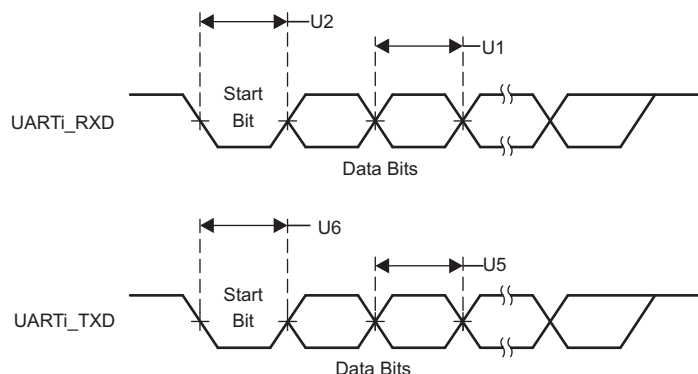 U2
U1
Start
Bit
UARTi_RXD
Data Bits
U6
U5
Start
Bit
UARTi_TXD
Data Bits